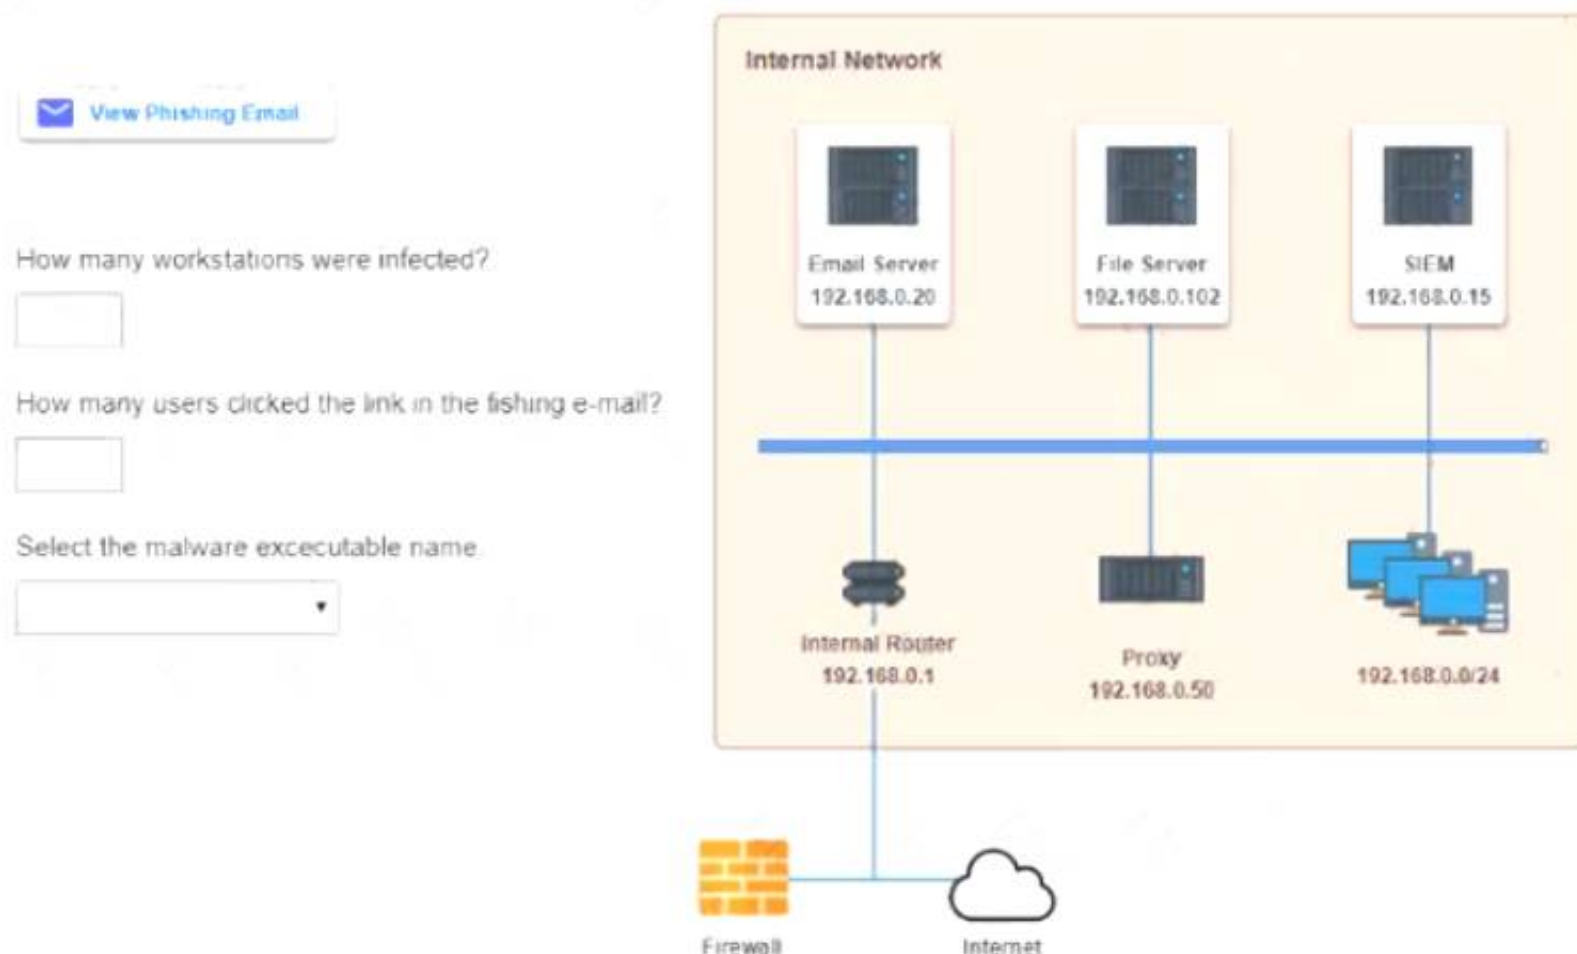 View Phishing Email
How many workstations were infected?
How many users clicked the link in the fishing e-mail?
Select the malware excecutable name
Internal Network
Email Server
192.168.0.20
File Server
192.168.0.102
SIEM
192.168.0.15
Internal Router
192.168.0.1
Proxy
192.168.0.50
192.168.0.0/24
Firewall
Internet